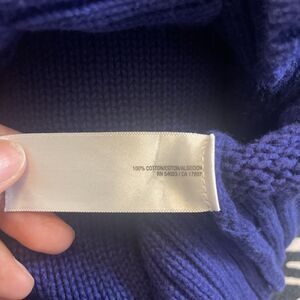 100% COTTON/COTON/ALGODON
RN 54023 / CA 17897